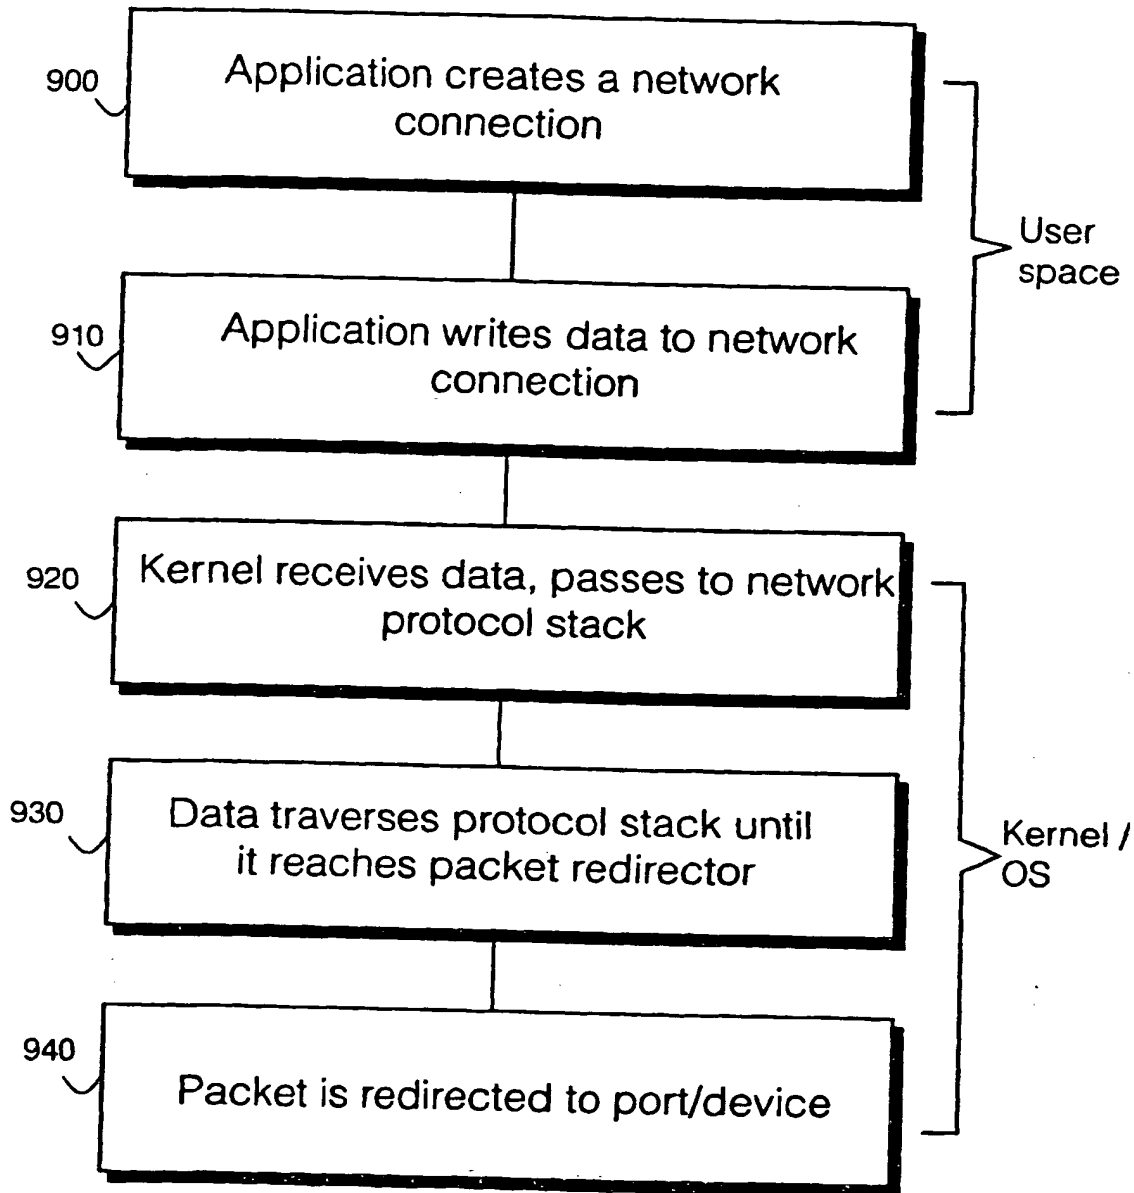 900
Application creates a network
connection
User
space
910
Application writes data to network
connection
920
Kernel receives data, passes to network
protocol stack
930
Data traverses protocol stack until
it reaches packet redirector
Kernel /
OS
940
Packet is redirected to port/device